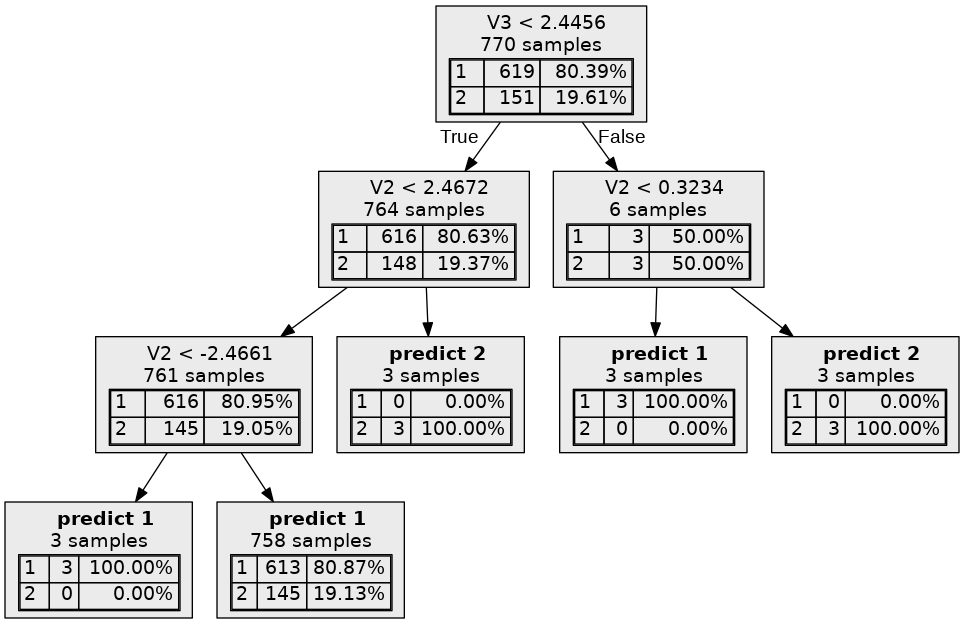 V3 < 2.4456
770 samples
1 619 80.39%
2 151 19.61%
True
False
V2 < 2.4672
764 samples
1 616 80.63%
2 148 19.37%
V2 < 0.3234
6 samples
1 3 50.00%
2 3 50.00%
V2 < -2.4661
761 samples
1 616 80.95%
2 145 19.05%
predict 2
3 samples
1 0 0.00%
2 3 100.00%
predict 1
3 samples
1 3 100.00%
2 0 0.00%
predict 2
3 samples
1 0 0.00%
2 3 100.00%
predict 1
3 samples
1 3 100.00%
2 0 0.00%
predict 1
758 samples
1 613 80.87%
2 145 19.13%